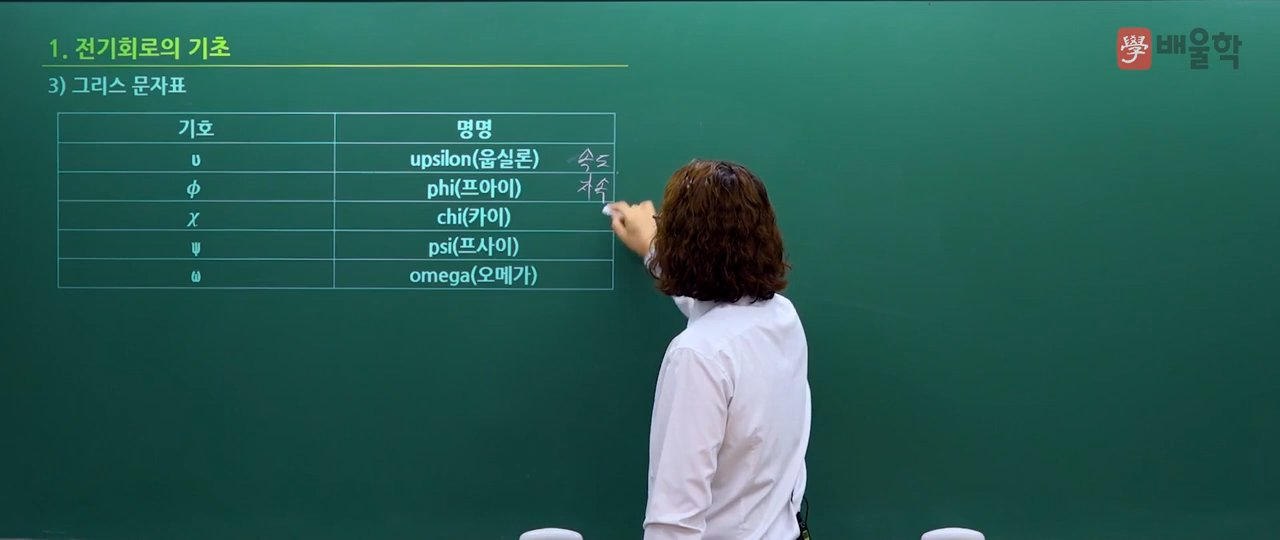 1. 전기회로의 기초
學 배울학
3) 그리스 문자표
기호 명명
υ upsilon(웁실론) 속도
ϕ phi(프아이) 자속
χ chi(카이)
ψ psi(프사이)
ω omega(오메가)